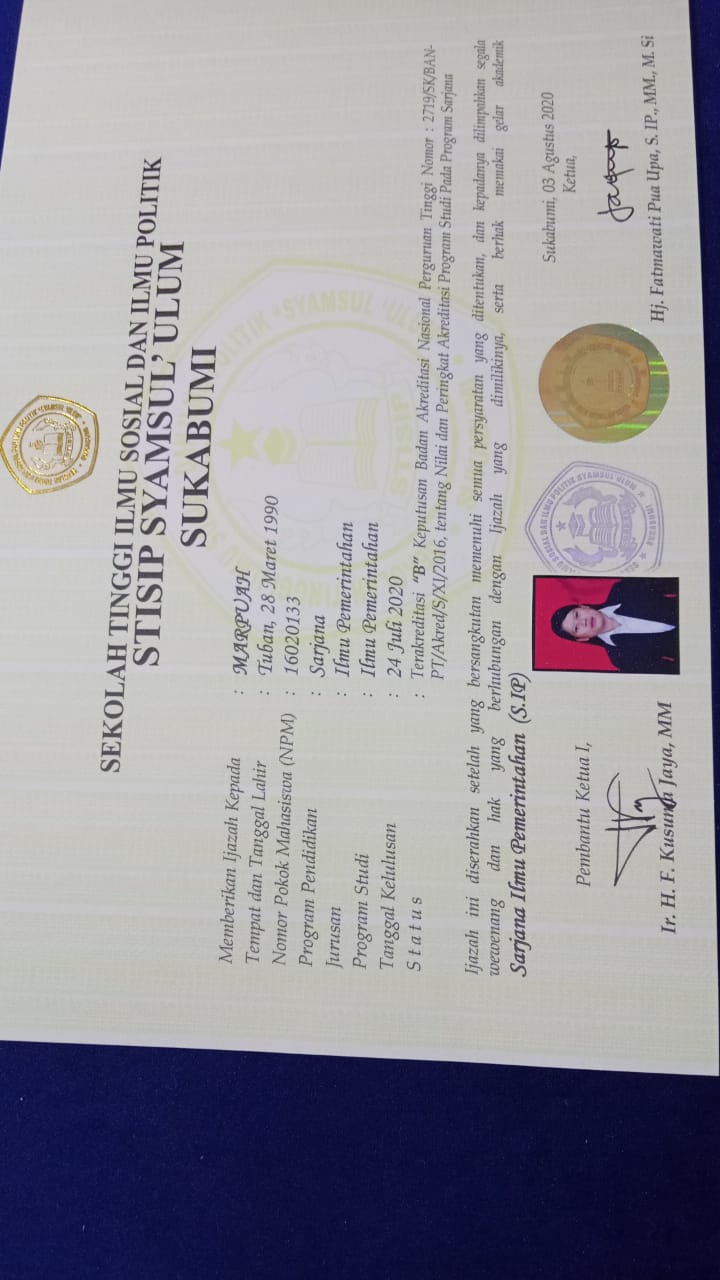 SEKOLAH TINGGI ILMU SOSIAL DAN ILMU POLITIK
STISIP SYAMSUL' ULUM
SUKABUMI
Memberikan Ijazah Kepada : MARPUAH
Tempat dan Tanggal Lahir : Tuban, 28 Maret 1990
Nomor Pokok Mahasiswa (NPM) : 16020133
Program Pendidikan : Sarjana
Jurusan : Ilmu Pemerintahan
Program Studi : Ilmu Pemerintahan
Tanggal Kelulusan : 24 Juli 2020
S t a t u s : Terakreditasi "B" Keputusan Badan Akreditasi Nasional Perguruan Tinggi Nomor : 2719/SK/BAN-
PT/Akred/S/XI/2016, tentang Nilai dan Peringkat Akreditasi Program Studi Pada Program Sarjana
Ijazah ini diserahkan setelah yang bersangkutan memenuhi semua persyaratan yang ditentukan, dan kepadanya dilimpahkan segala
wewenang dan hak yang berhubungan dengan Ijazah yang dimilikinya, serta berhak memakai gelar akademik
Sarjana Ilmu Pemerintahan (S.IP)
Sukabumi, 03 Agustus 2020
Pembantu Ketua I,
Ketua,
Ir. H. F. Kusuma Jaya, MM
Hj. Fatmawati Pua Upa, S. IP., MM., M. Si